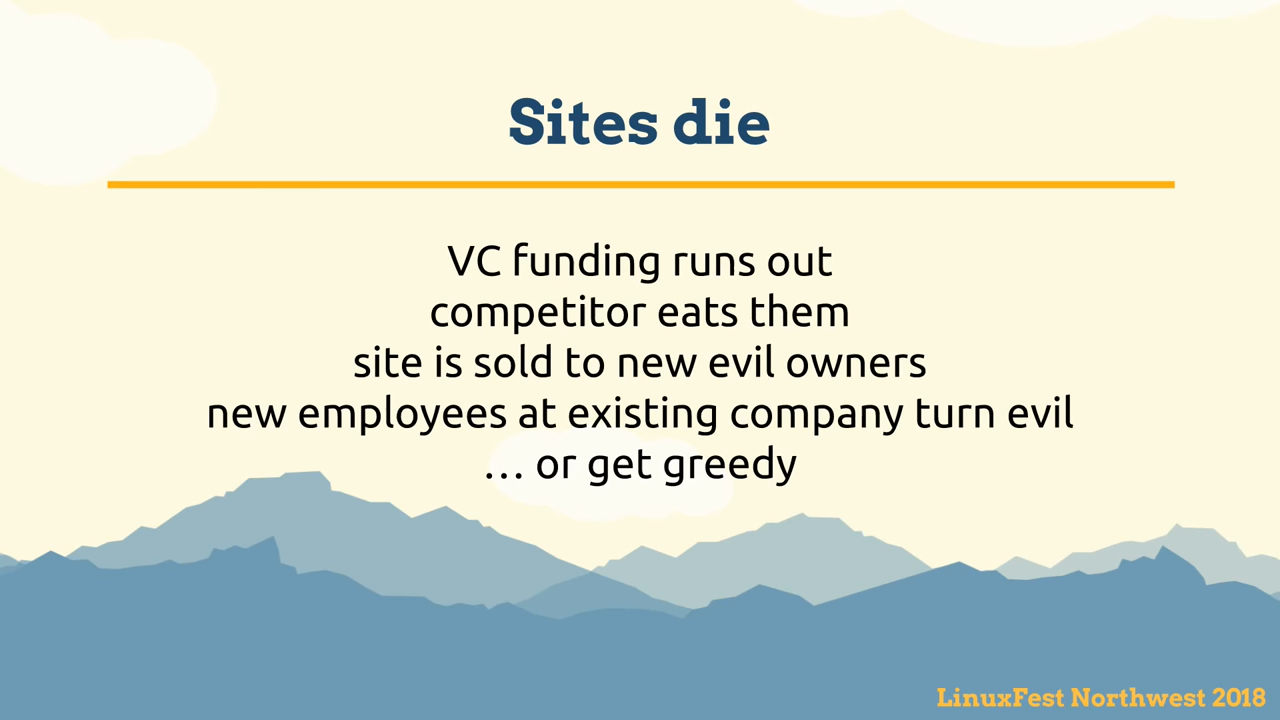 Sites die
VC funding runs out
competitor eats them
site is sold to new evil owners
new employees at existing company turn evil
… or get greedy
LinuxFest Northwest 2018